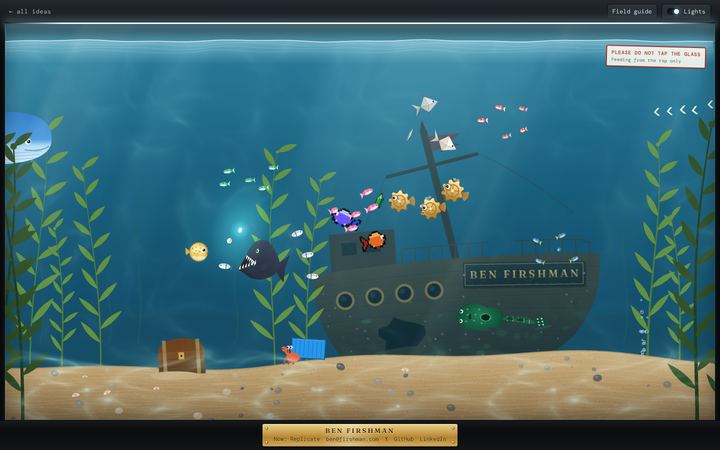 ← all ideas
Field guide
Lights
PLEASE DO NOT TAP THE GLASS
Feeding from the top only
BEN FIRSHMAN
BEN FIRSHMAN
Now: Replicate ben@firshman.com X GitHub LinkedIn